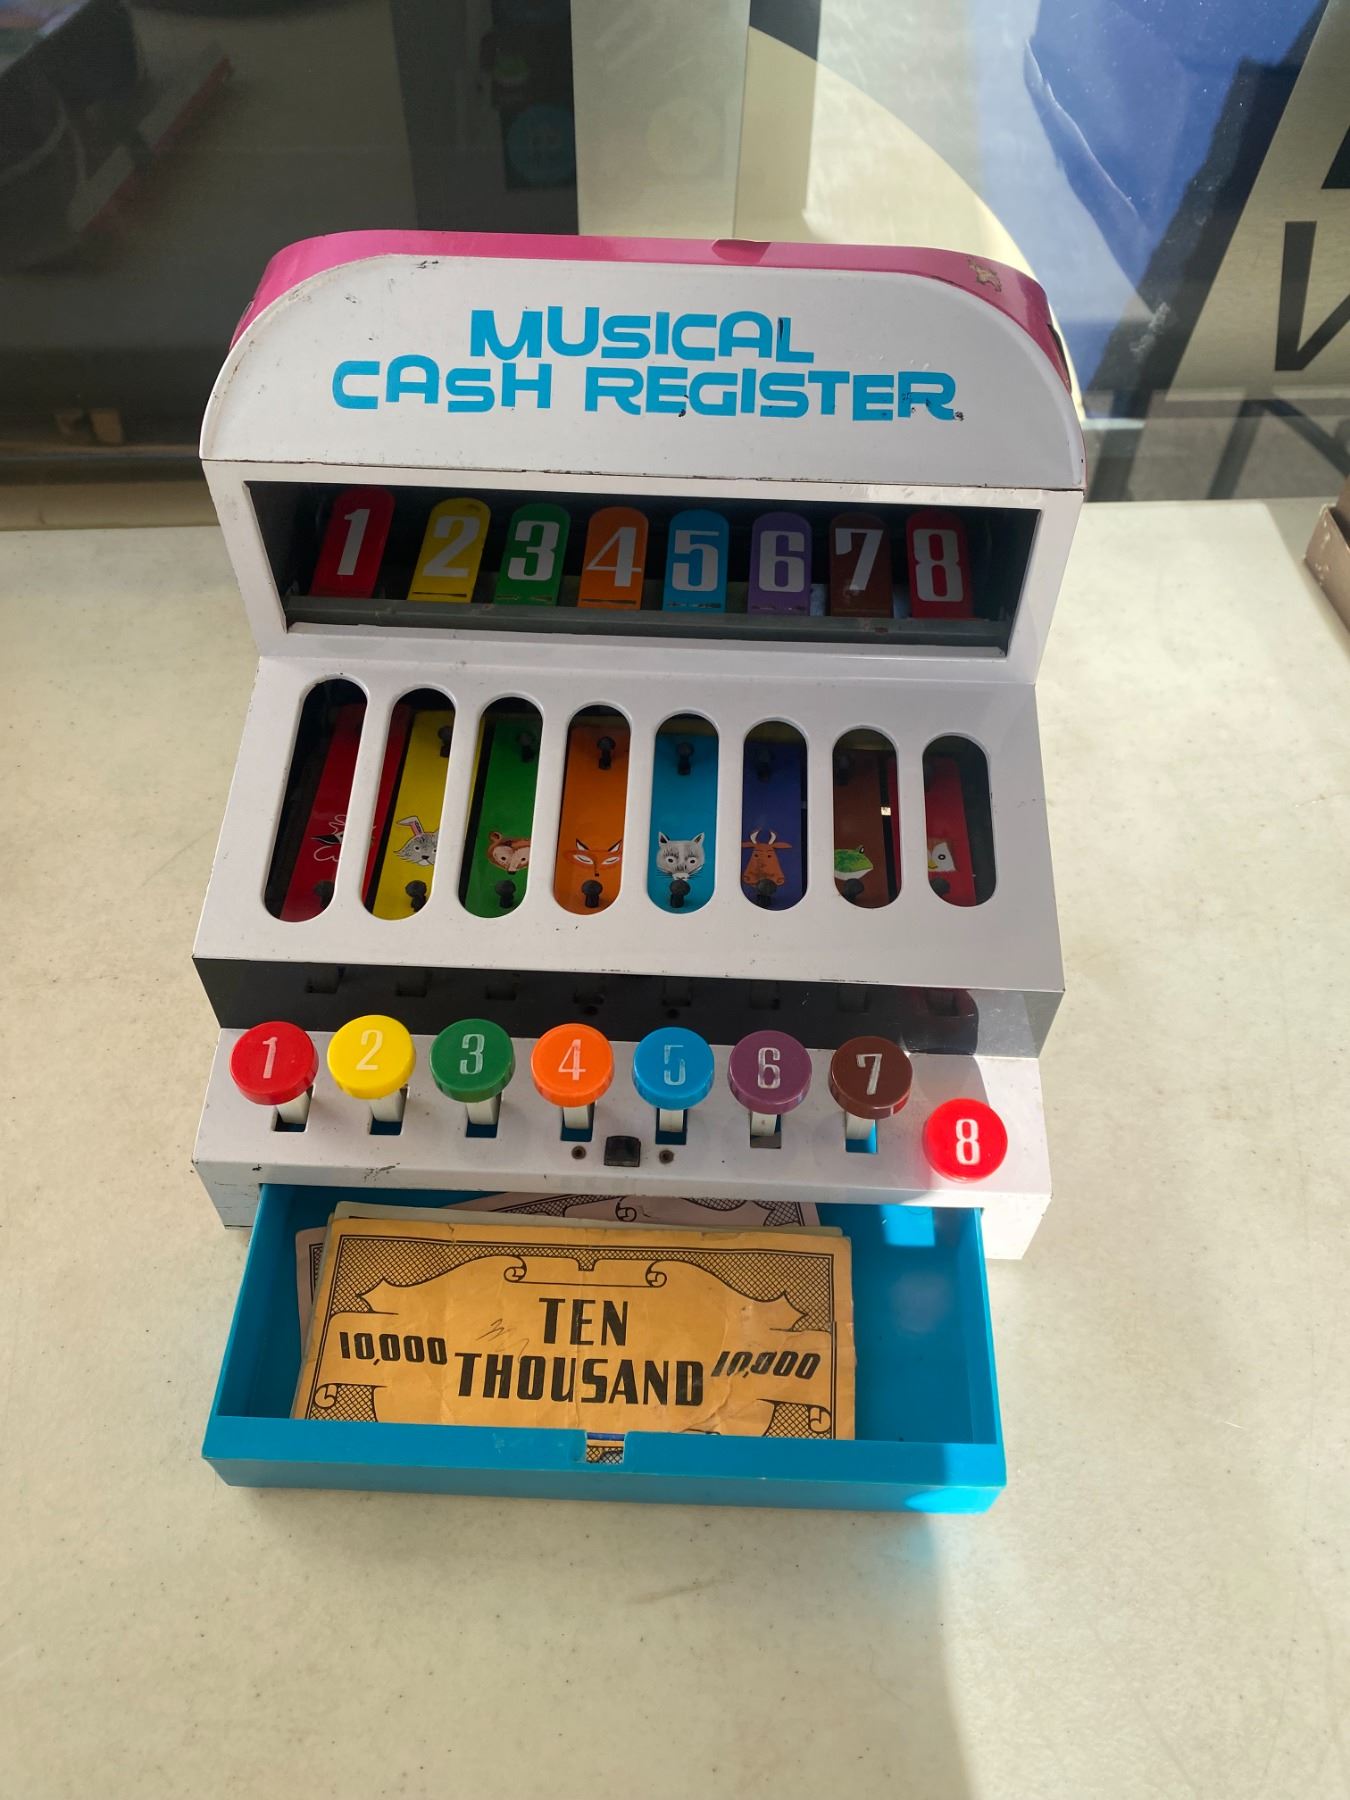 MUSICAL
CASH REGISTER
1 2 3 4 5 6 7 8
1 2 3 4 5 6 7 8
TEN
10,000 THOUSAND 10,000